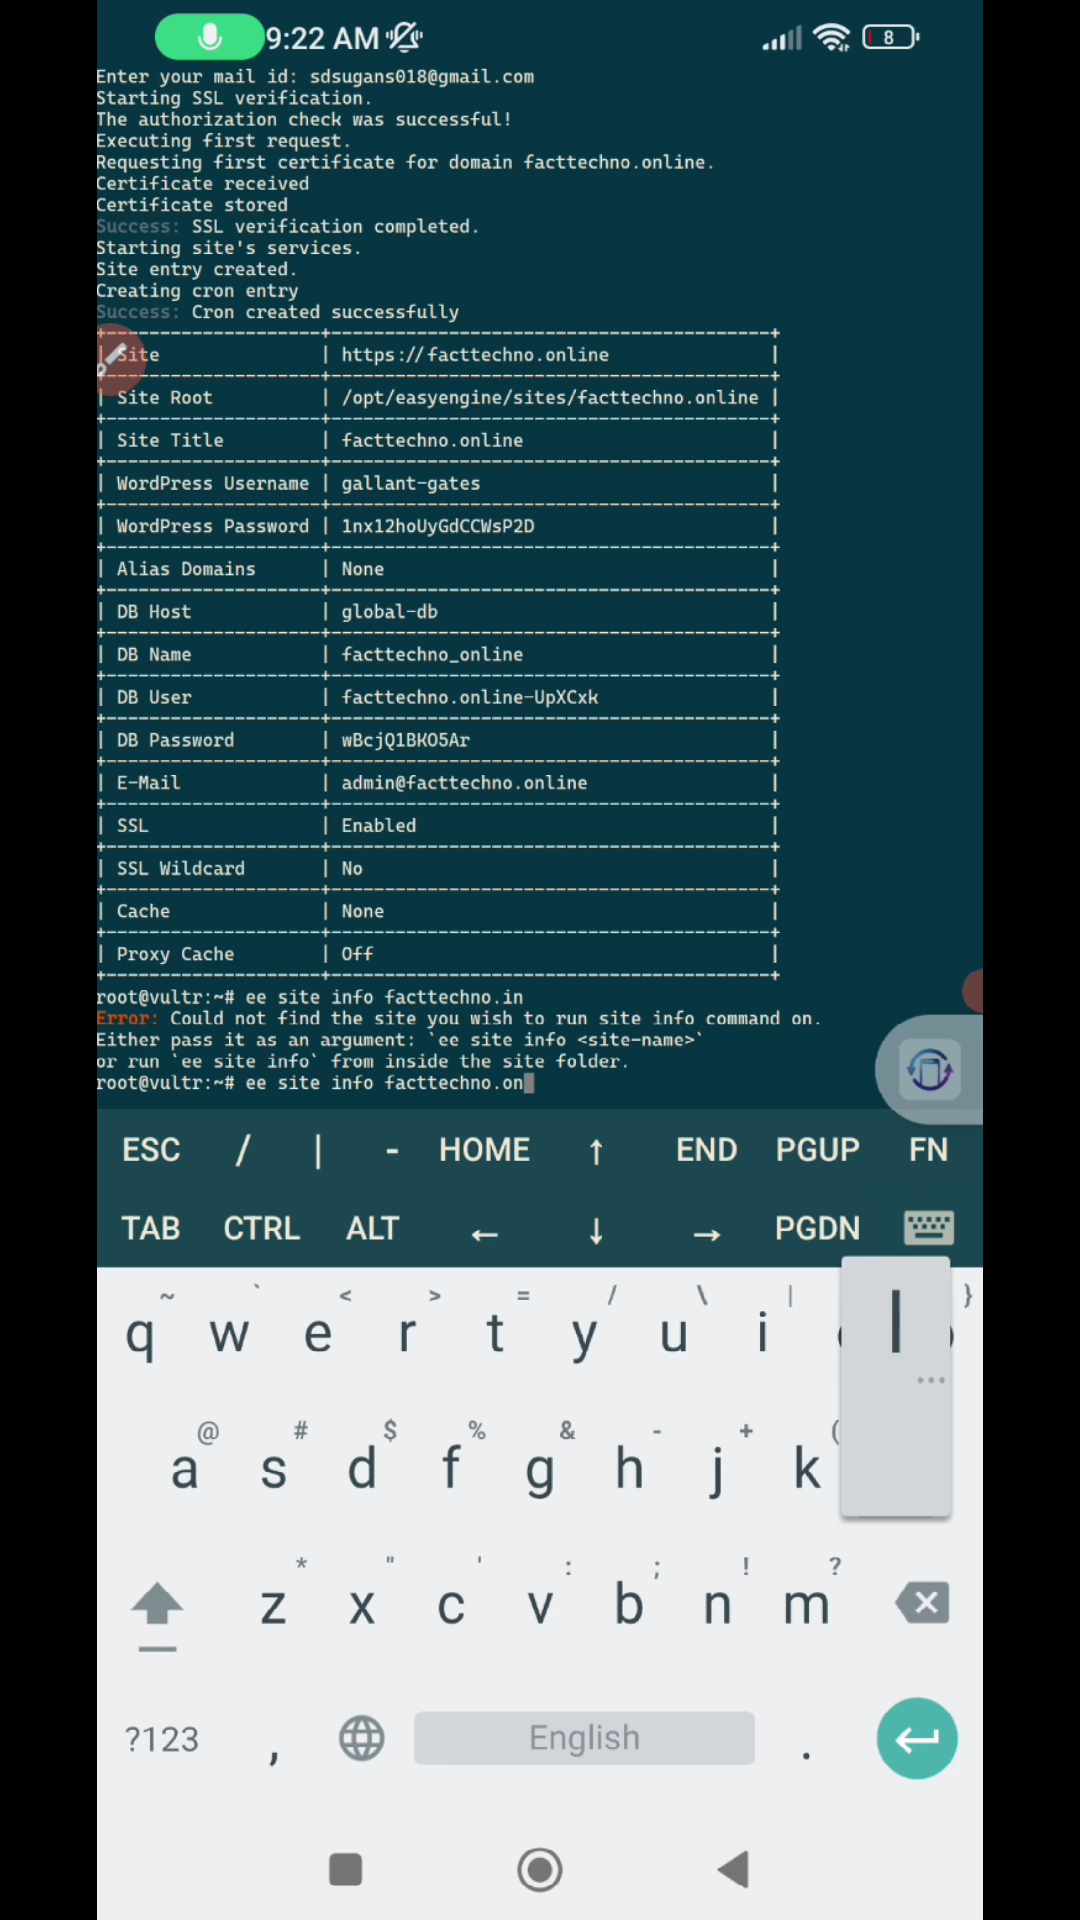 9:22 AM
8
Enter your mail id: sdsugans018@gmail.com
Starting SSL verification.
The authorization check was successful!
Executing first request.
Requesting first certificate for domain facttechno.online.
Certificate received
Certificate stored
Success: SSL verification completed.
Starting site's services.
Site entry created.
Creating cron entry
Success: Cron created successfully
| Site | https://facttechno.online |
| Site Root | /opt/easyengine/sites/facttechno.online |
| Site Title | facttechno.online |
| WordPress Username | gallant-gates |
| WordPress Password | 1nx12hoUyGdCCWsP2D |
| Alias Domains | None |
| DB Host | global-db |
| DB Name | facttechno_online |
| DB User | facttechno.online-UpXCxk |
| DB Password | wBcjQ1BKO5Ar |
| E-Mail | admin@facttechno.online |
| SSL | Enabled |
| SSL Wildcard | No |
| Cache | None |
| Proxy Cache | Off |
root@vultr:~# ee site info facttechno.in
Error: Could not find the site you wish to run site info command on.
Either pass it as an argument: `ee site info <site-name>`
or run `ee site info` from inside the site folder.
root@vultr:~# ee site info facttechno.on
ESC / | - HOME ↑ END PGUP FN
TAB CTRL ALT ← ↓ → PGDN
~ ` < > = / \ | }
q w e r t y u i l
@ # $ % & - + (
a s d f g h j k
* " ' : ; ! ?
z x c v b n m
?123 , English .